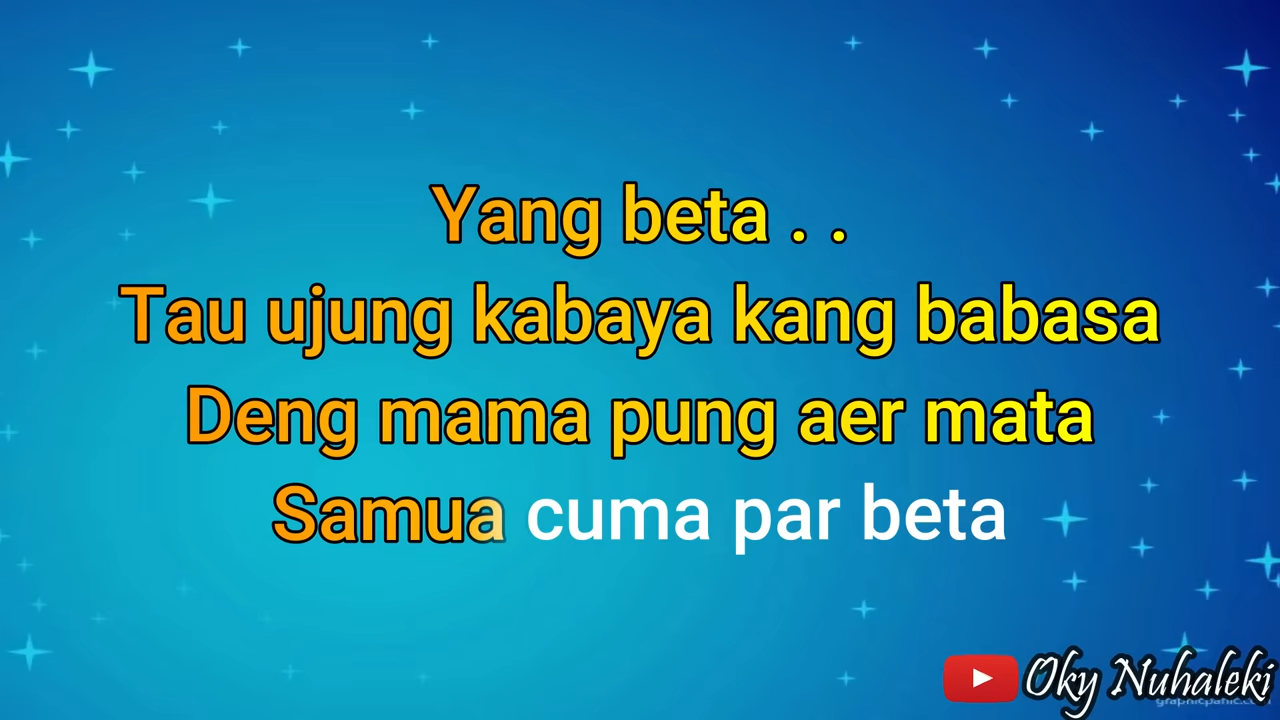 Yang beta . .
Tau ujung kabaya kang babasa
Deng mama pung aer mata
Samua cuma par beta
Oky Nuhaleki